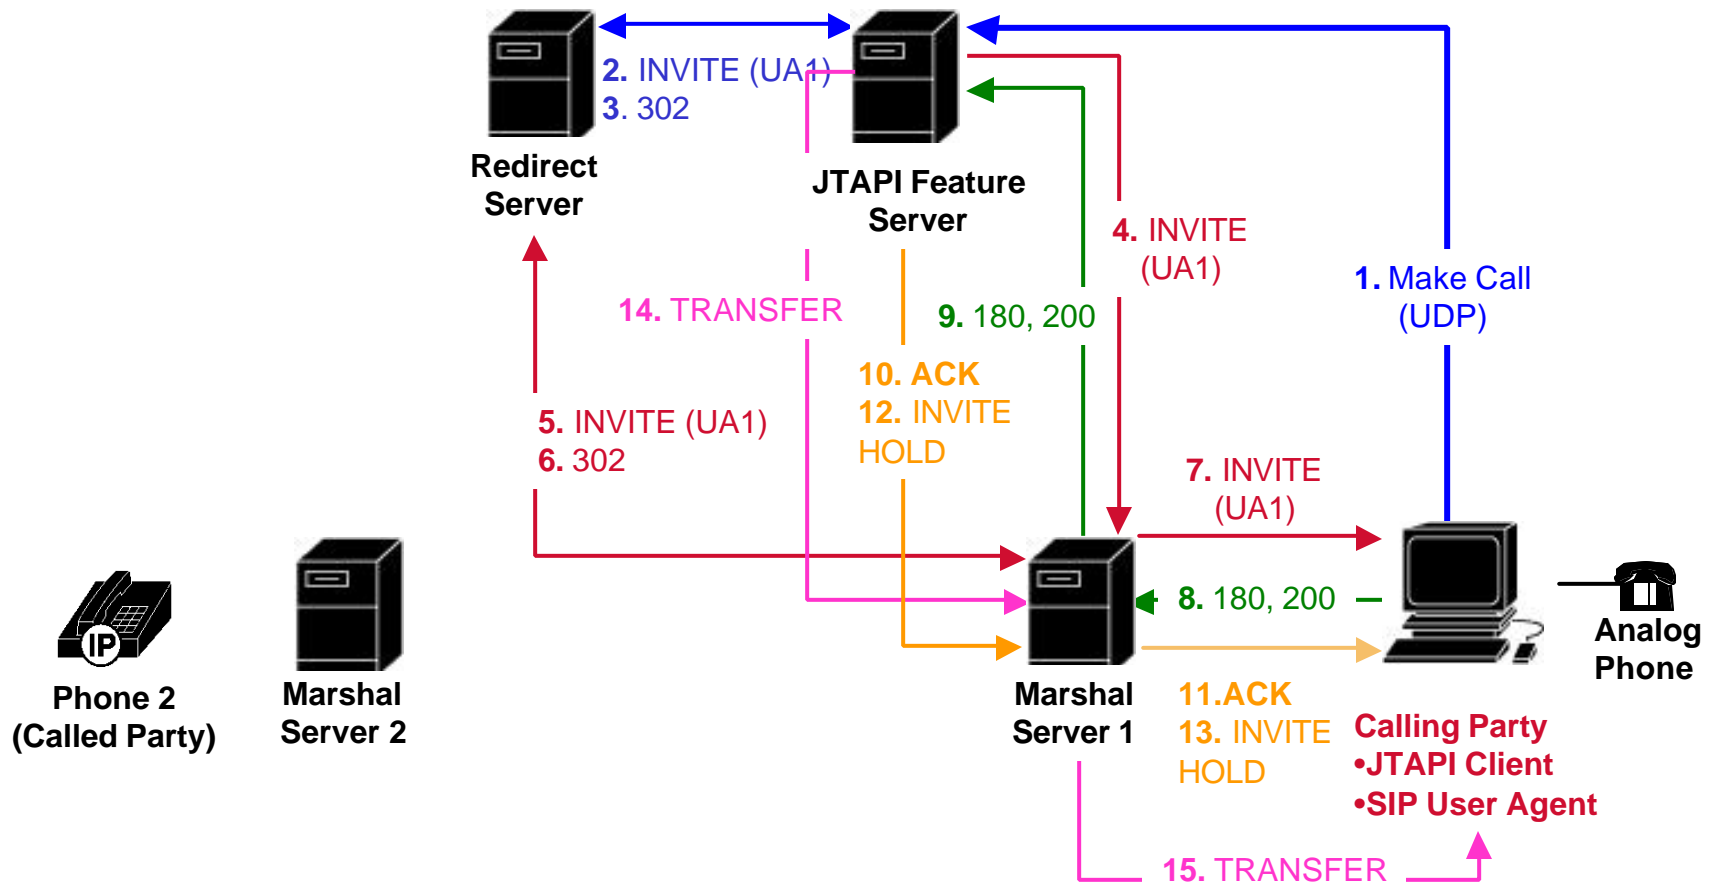 2. INVITE (UA1)
3. 302
Redirect
Server
JTAPI Feature
Server
4. INVITE
(UA1)
1. Make Call
(UDP)
14. TRANSFER
9. 180, 200
10. ACK
12. INVITE
HOLD
5. INVITE (UA1)
6. 302
7. INVITE
(UA1)
8. 180, 200
IP
Phone 2
(Called Party)
Marshal
Server 2
Marshal
Server 1
11.ACK
13. INVITE
HOLD
Analog
Phone
Calling Party
•JTAPI Client
•SIP User Agent
15. TRANSFER